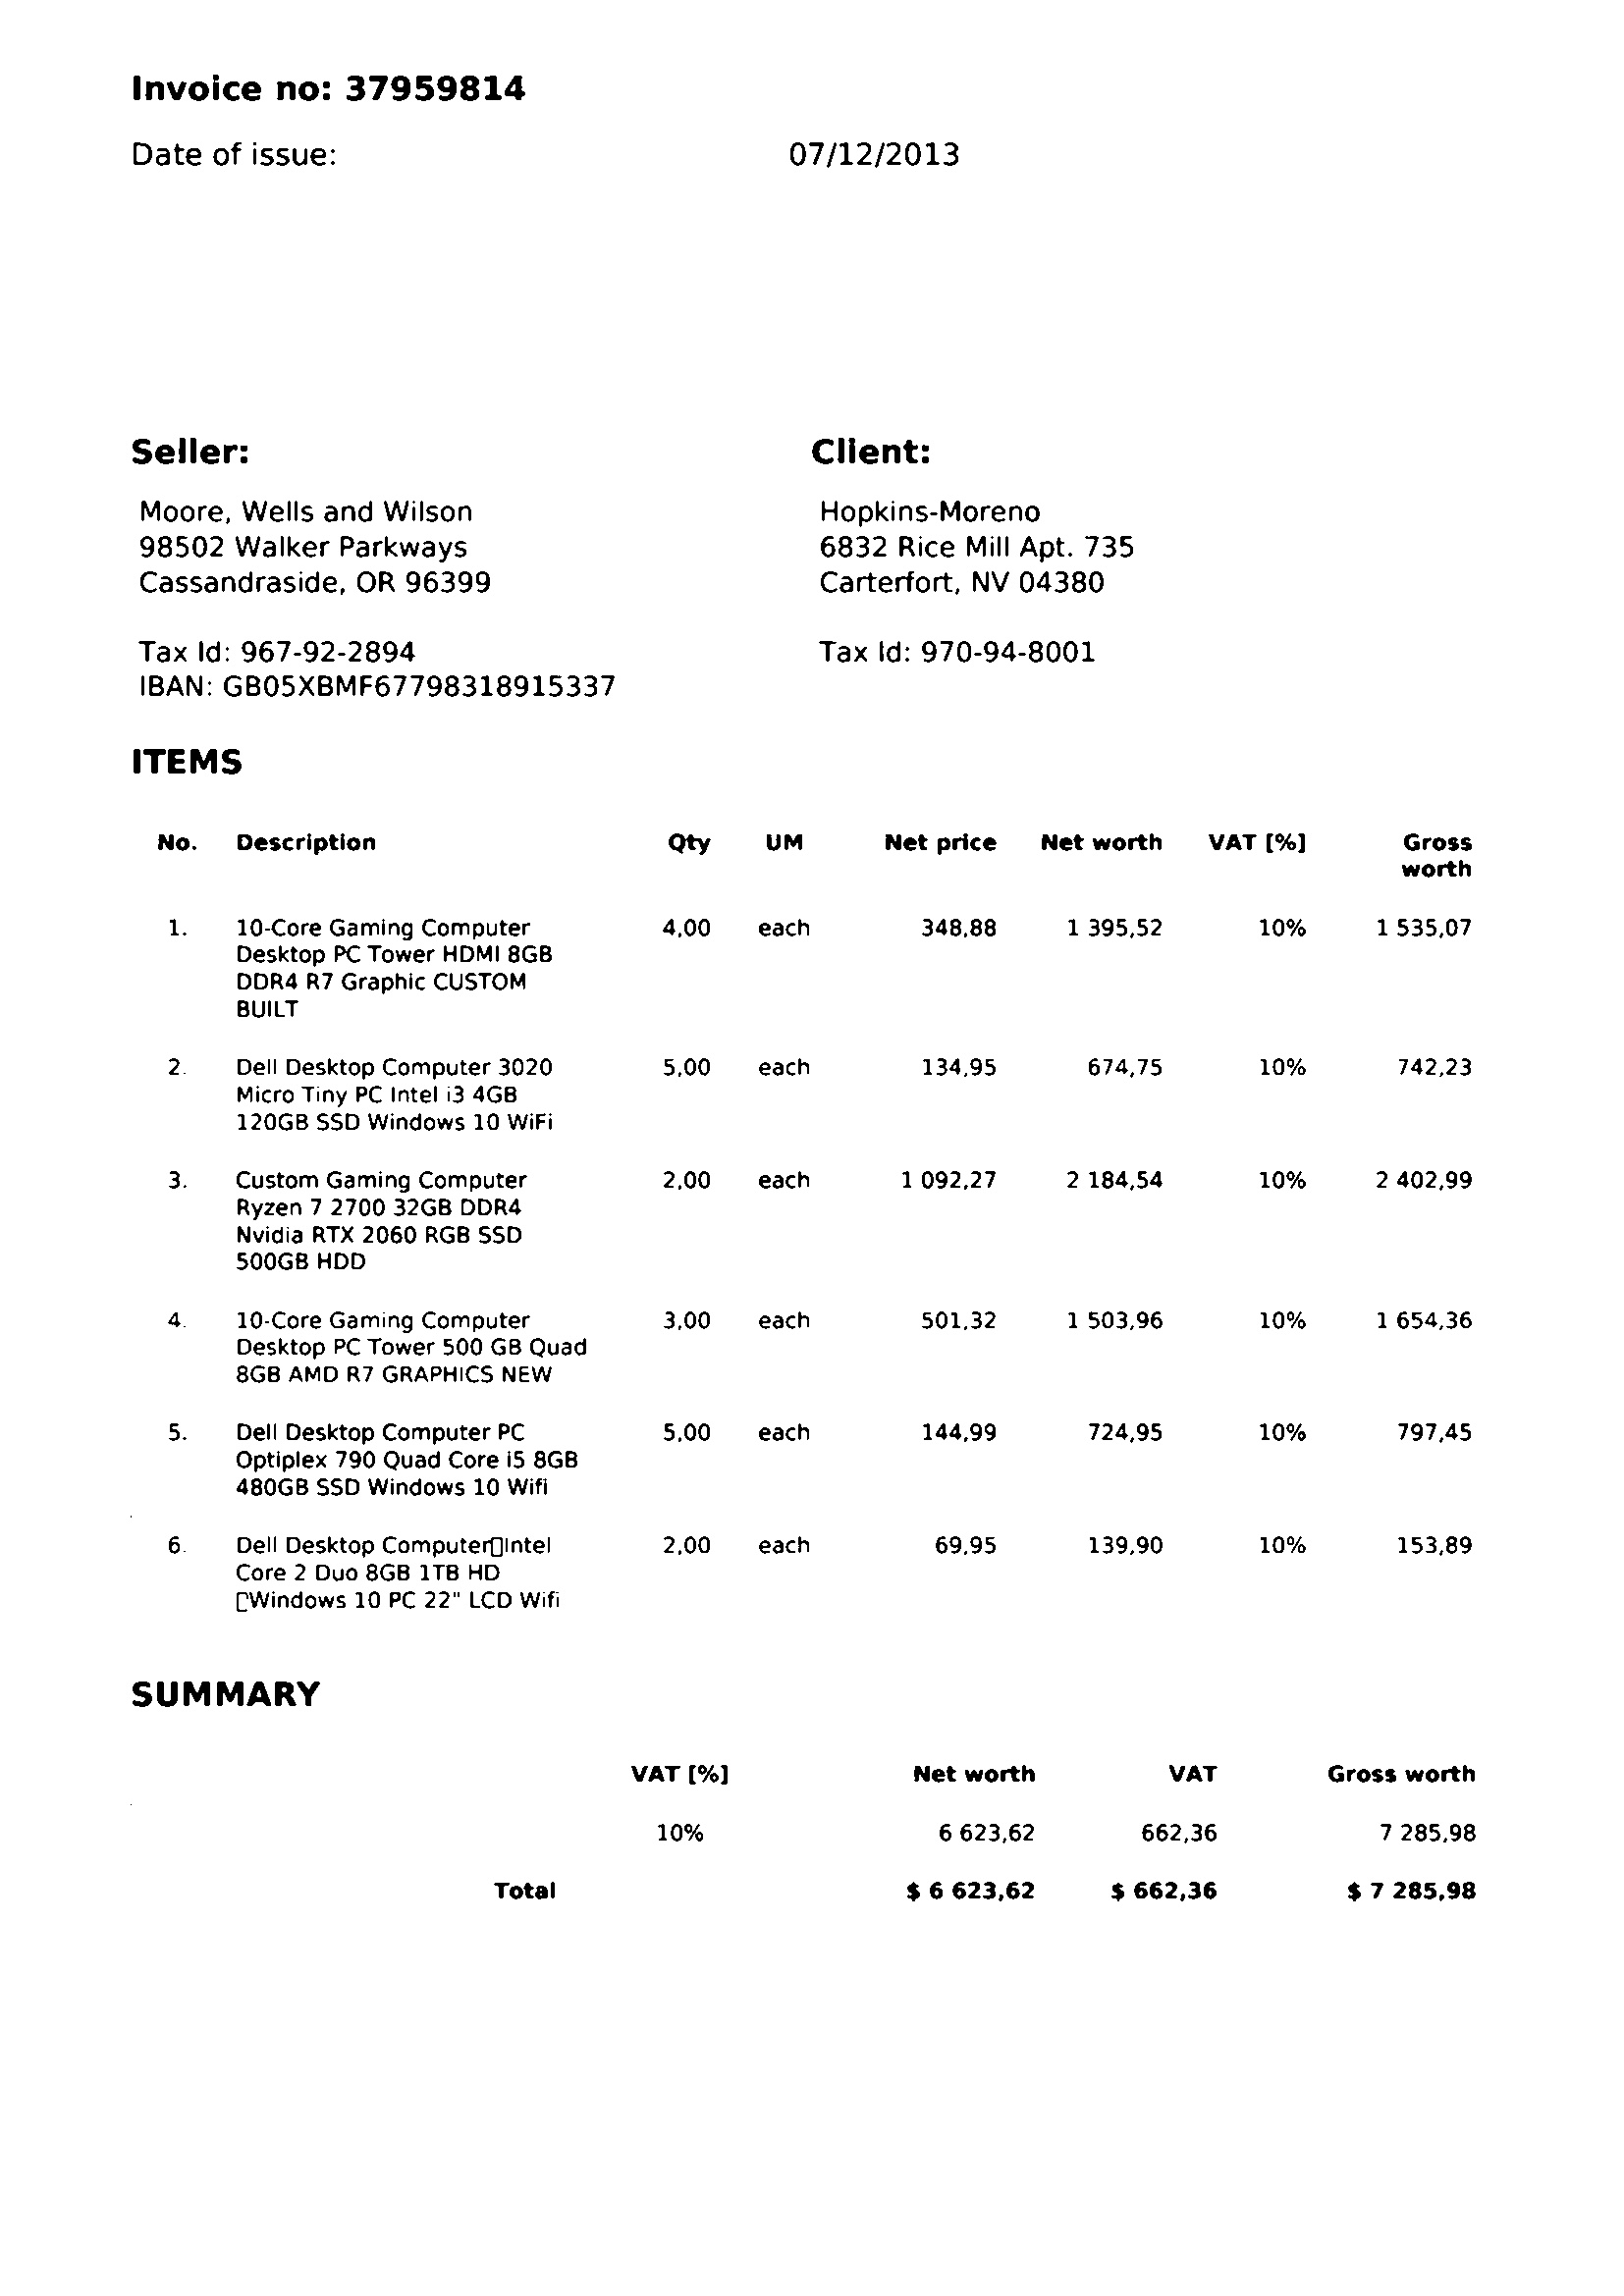 Invoice no: 37959814
Date of issue: 07/12/2013
Seller: Client:
Moore, Wells and Wilson Hopkins-Moreno
98502 Walker Parkways 6832 Rice Mill Apt. 735
Cassandraside, OR 96399 Carterfort, NV 04380
Tax Id: 967-92-2894 Tax Id: 970-94-8001
IBAN: GB05XBMF67798318915337
ITEMS
No. Description Qty UM Net price Net worth VAT [%] Gross
worth
1. 10-Core Gaming Computer 4,00 each 348,88 1 395,52 10% 1 535,07
Desktop PC Tower HDMI 8GB
DDR4 R7 Graphic CUSTOM
BUILT
2. Dell Desktop Computer 3020 5,00 each 134,95 674,75 10% 742,23
Micro Tiny PC Intel i3 4GB
120GB SSD Windows 10 WiFi
3. Custom Gaming Computer 2,00 each 1 092,27 2 184,54 10% 2 402,99
Ryzen 7 2700 32GB DDR4
Nvidia RTX 2060 RGB SSD
500GB HDD
4. 10-Core Gaming Computer 3,00 each 501,32 1 503,96 10% 1 654,36
Desktop PC Tower 500 GB Quad
8GB AMD R7 GRAPHICS NEW
5. Dell Desktop Computer PC 5,00 each 144,99 724,95 10% 797,45
Optiplex 790 Quad Core i5 8GB
480GB SSD Windows 10 Wifi
6. Dell Desktop Computer▯Intel 2,00 each 69,95 139,90 10% 153,89
Core 2 Duo 8GB 1TB HD
▯Windows 10 PC 22" LCD Wifi
SUMMARY
VAT [%] Net worth VAT Gross worth
10% 6 623,62 662,36 7 285,98
Total $ 6 623,62 $ 662,36 $ 7 285,98